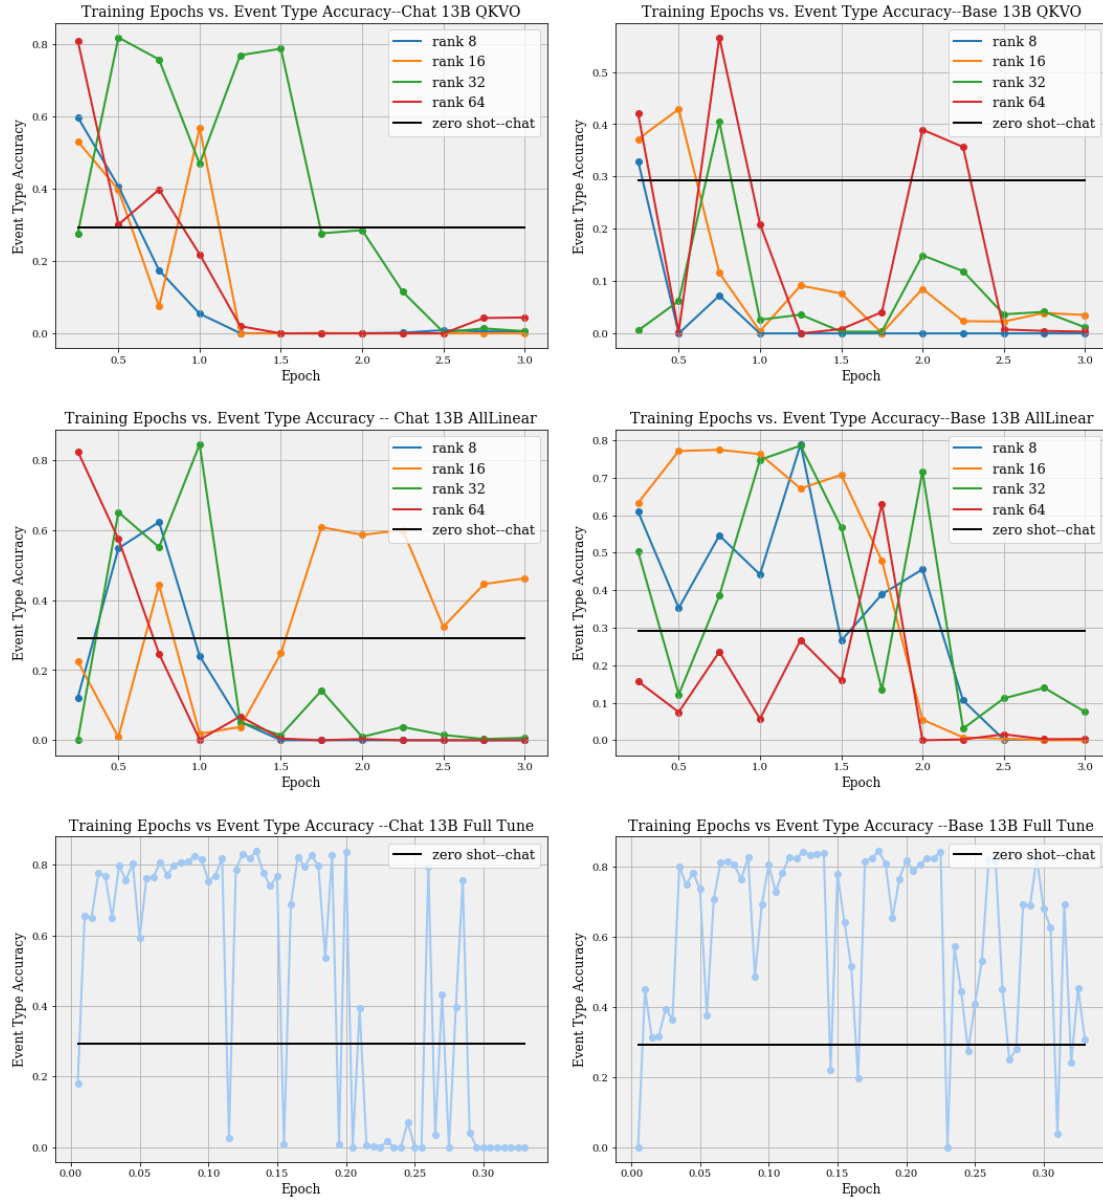 Training Epochs vs. Event Type Accuracy--Chat 13B QKVO
Event Type Accuracy
0.8
0.6
0.4
0.2
0.0
rank 8
rank 16
rank 32
rank 64
zero shot--chat
0.5 1.0 1.5 2.0 2.5 3.0
Epoch
Training Epochs vs. Event Type Accuracy--Base 13B QKVO
Event Type Accuracy
0.5
0.4
0.3
0.2
0.1
0.0
rank 8
rank 16
rank 32
rank 64
zero shot--chat
0.5 1.0 1.5 2.0 2.5 3.0
Epoch
Training Epochs vs. Event Type Accuracy -- Chat 13B AllLinear
Event Type Accuracy
0.8
0.6
0.4
0.2
0.0
rank 8
rank 16
rank 32
rank 64
zero shot--chat
0.5 1.0 1.5 2.0 2.5 3.0
Epoch
Training Epochs vs. Event Type Accuracy--Base 13B AllLinear
Event Type Accuracy
0.8
0.7
0.6
0.5
0.4
0.3
0.2
0.1
0.0
rank 8
rank 16
rank 32
rank 64
zero shot--chat
0.5 1.0 1.5 2.0 2.5 3.0
Epoch
Training Epochs vs Event Type Accuracy --Chat 13B Full Tune
Event Type Accuracy
0.8
0.6
0.4
0.2
0.0
zero shot--chat
0.00 0.05 0.10 0.15 0.20 0.25 0.30
Epoch
Training Epochs vs Event Type Accuracy --Base 13B Full Tune
Event Type Accuracy
0.8
0.6
0.4
0.2
0.0
zero shot--chat
0.00 0.05 0.10 0.15 0.20 0.25 0.30
Epoch